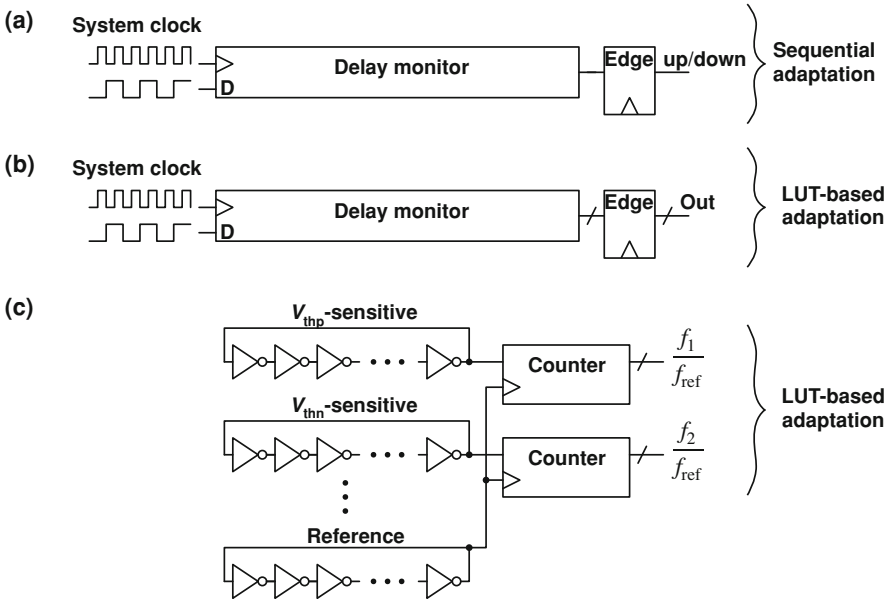 (a)
System clock
D
Delay monitor
Edge
up/down
Sequential
adaptation
(b)
System clock
D
Delay monitor
Edge
Out
LUT-based
adaptation
(c)
Vthp-sensitive
Counter
f1
fref
Vthn-sensitive
Counter
f2
fref
LUT-based
adaptation
Reference